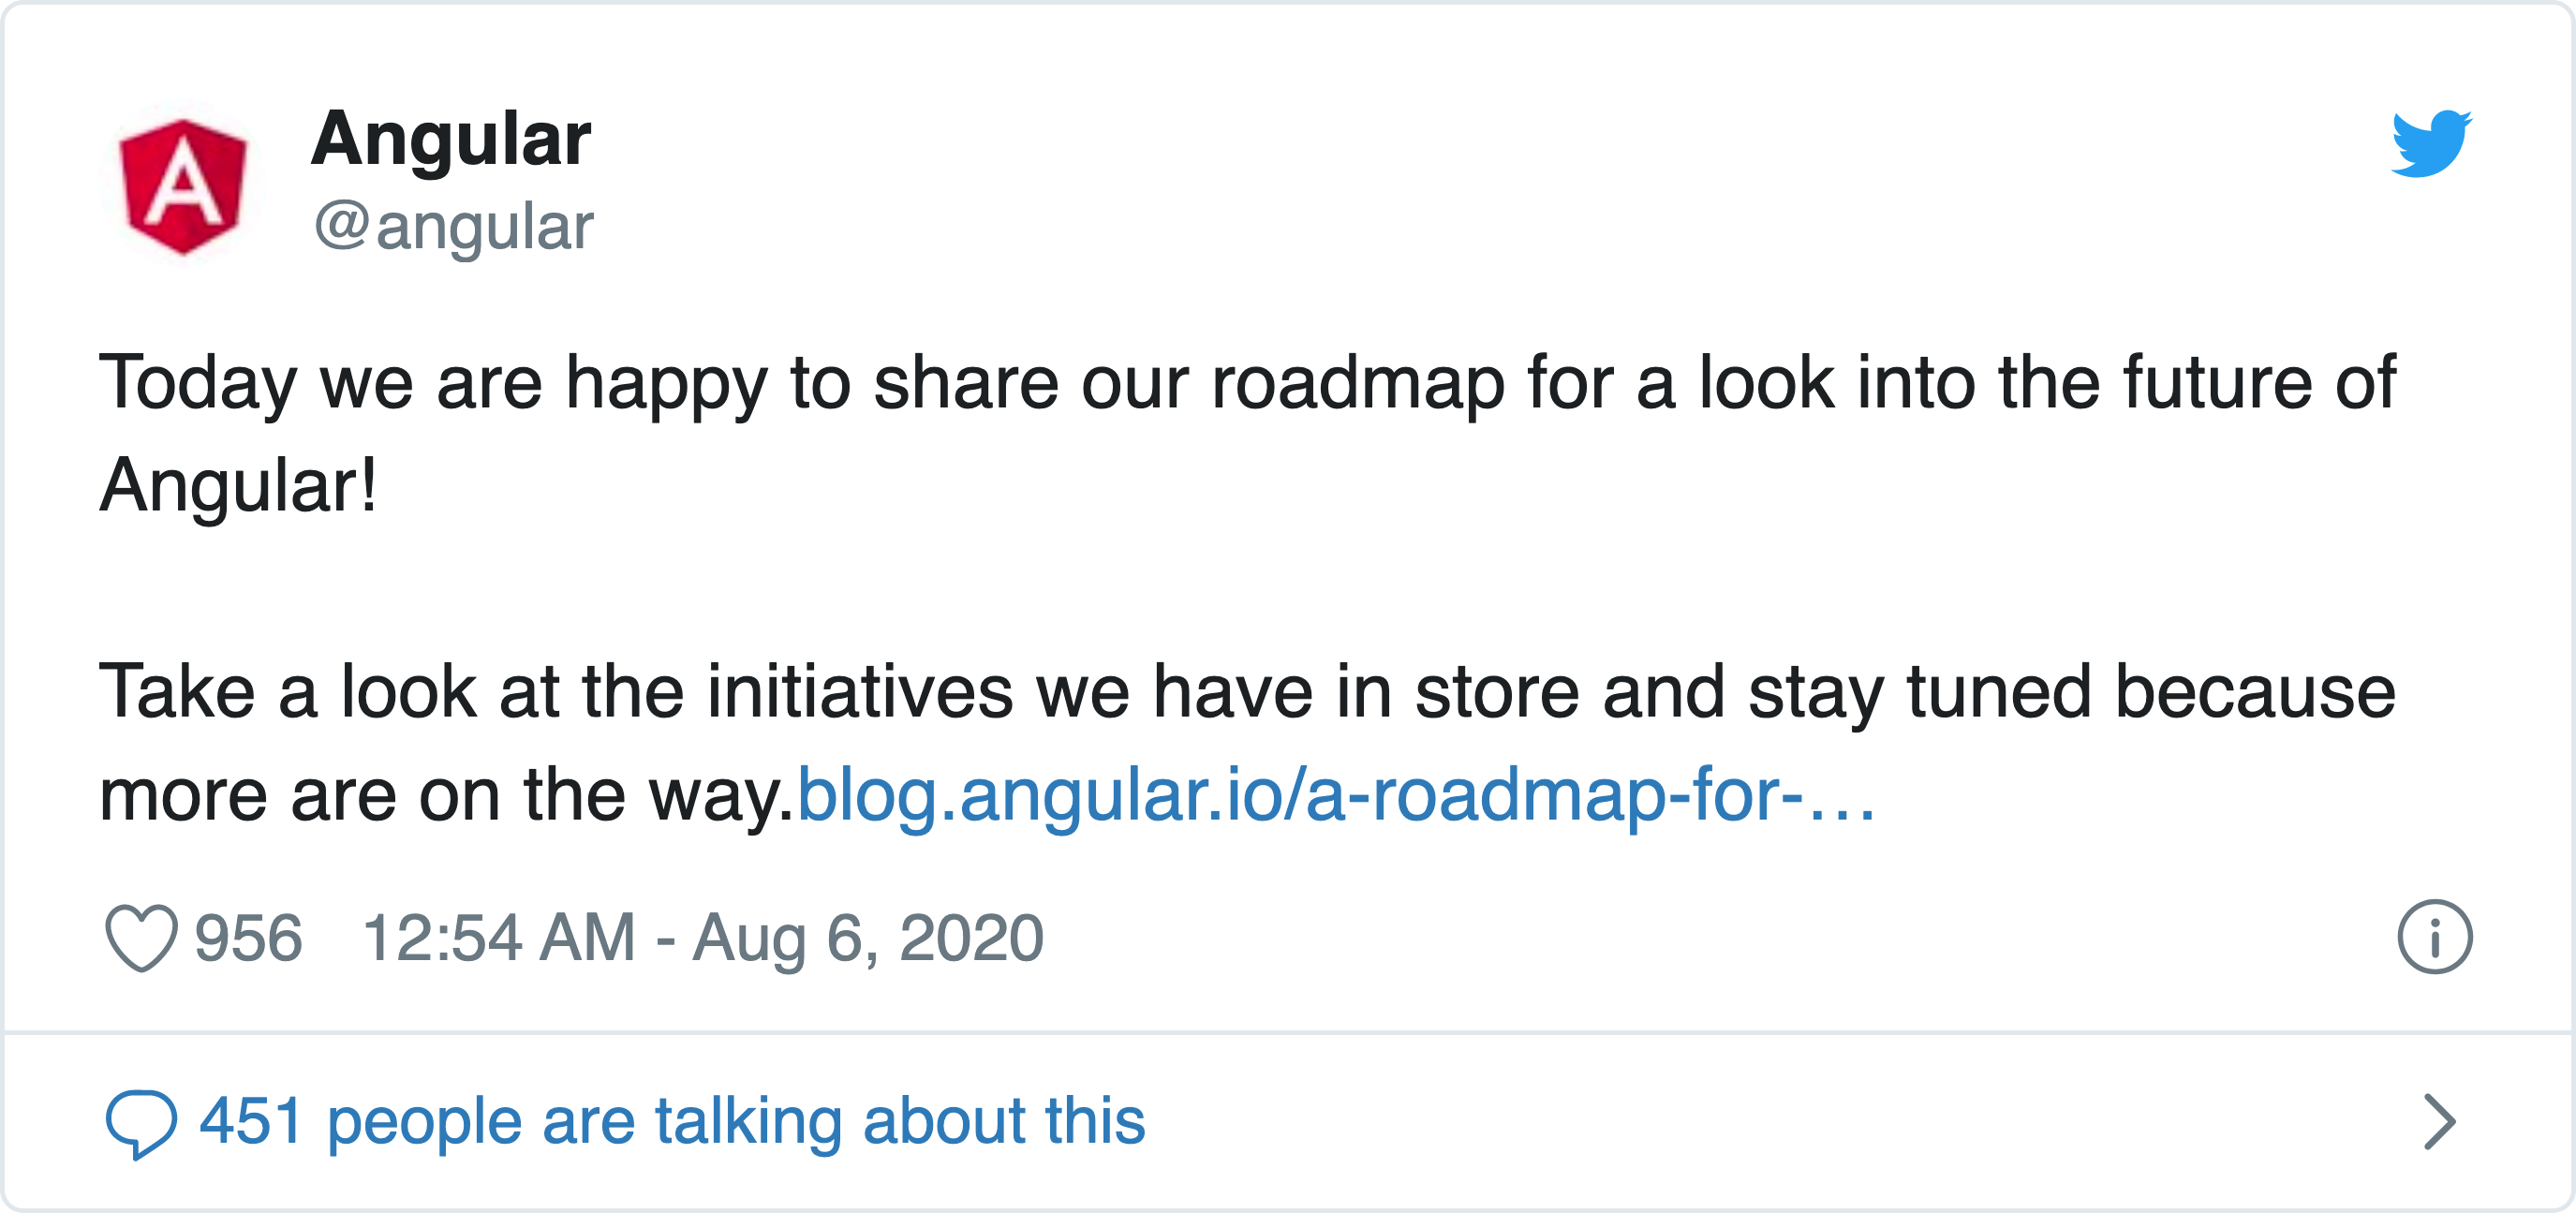 Angular
@angular
Today we are happy to share our roadmap for a look into the future of
Angular!
Take a look at the initiatives we have in store and stay tuned because
more are on the way.blog.angular.io/a-roadmap-for-…
956 12:54 AM - Aug 6, 2020
451 people are talking about this